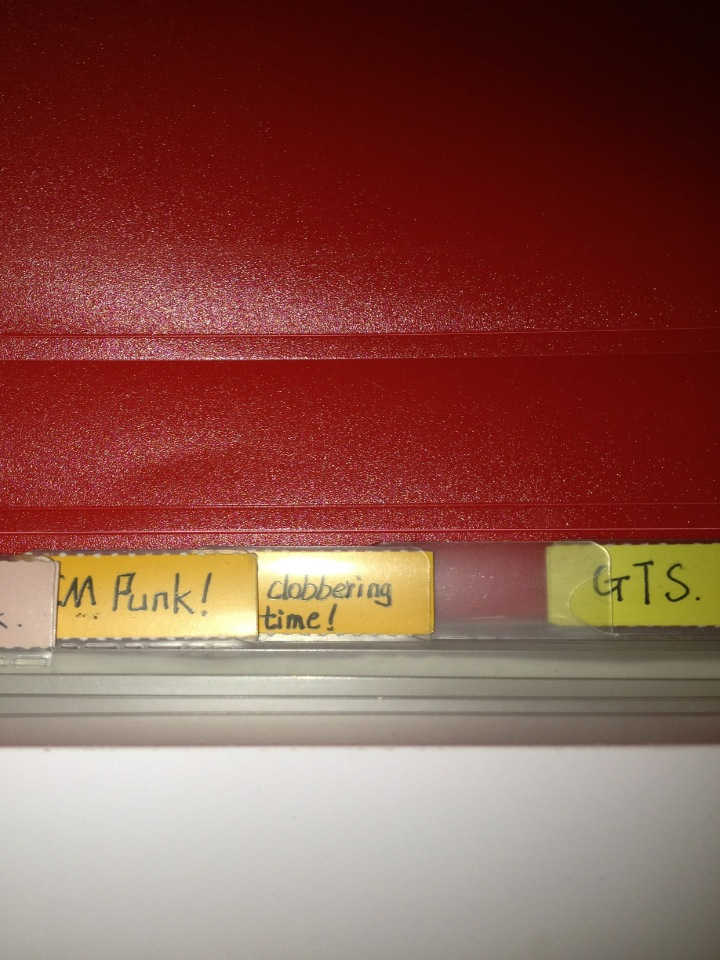 k.
CM Punk!
clobbering
time!
GTS.